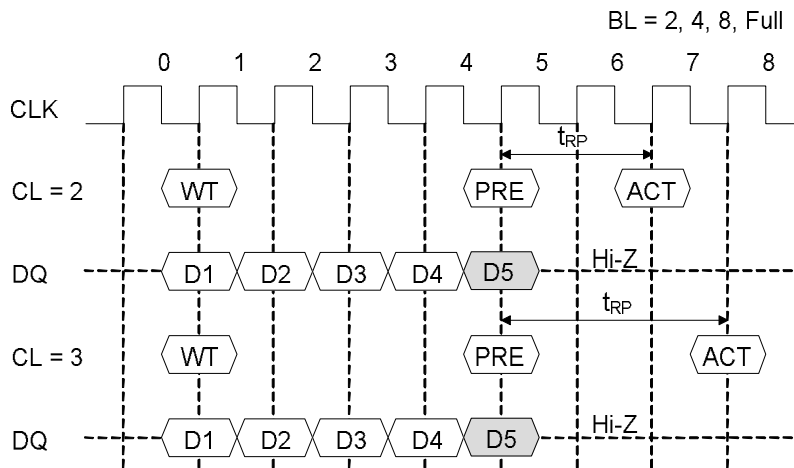 BL = 2, 4, 8, Full
0 1 2 3 4 5 6 7 8
CLK
tRP
CL = 2 WT PRE ACT
DQ D1 D2 D3 D4 D5 Hi-Z
tRP
CL = 3 WT PRE ACT
DQ D1 D2 D3 D4 D5 Hi-Z